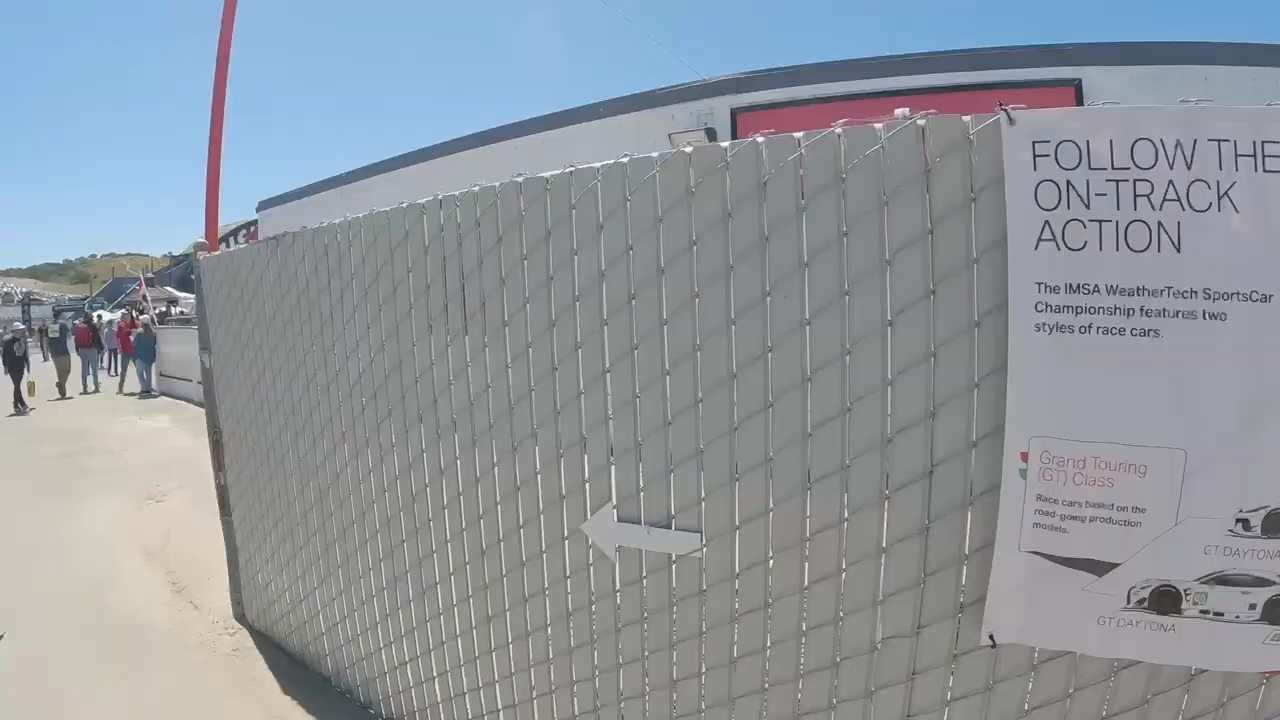 FOLLOW THE
ON-TRACK
ACTION
The IMSA WeatherTech SportsCar
Championship features two
styles of race cars.
Grand Touring
(GT) Class
Race cars based on the
road-going production
models.
GT DAYTONA
GT DAYTONA